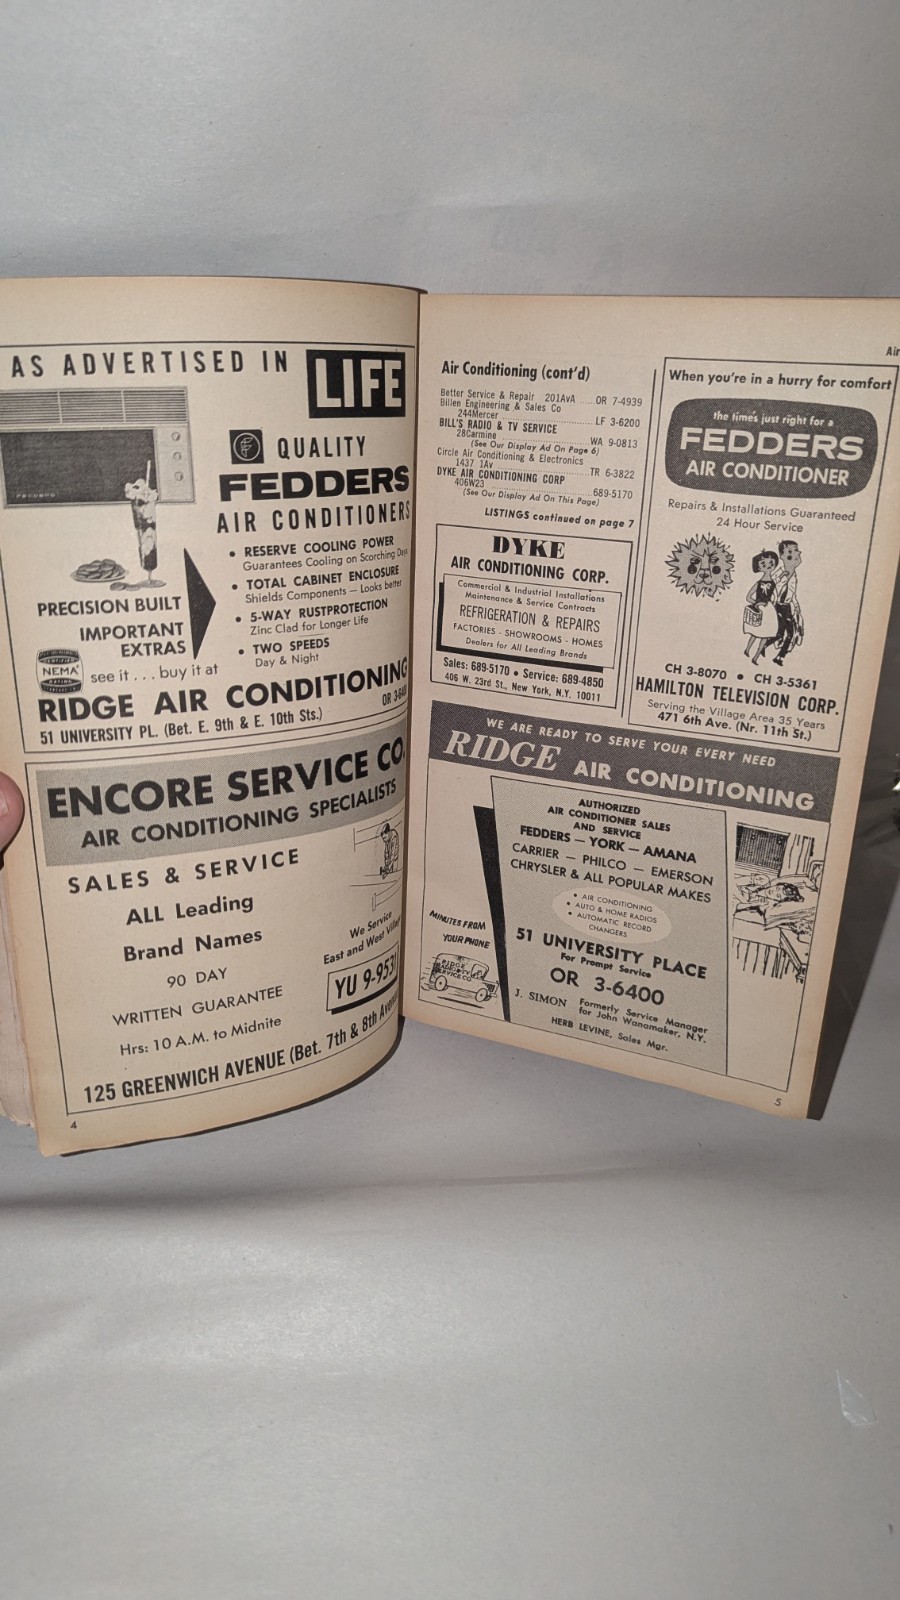 AS ADVERTISED IN
LIFE
QUALITY
FEDDERS
AIR CONDITIONERS
• RESERVE COOLING POWER
Guarantees Cooling on Scorching Days
• TOTAL CABINET ENCLOSURE
Shields Components — Looks better
• 5-WAY RUSTPROTECTION
Zinc Clad for Longer Life
• TWO SPEEDS
Day & Night
FEDDERS
PRECISION BUILT
IMPORTANT
EXTRAS
CERTIFIED
NEMA
see it . . . buy it at
RIDGE AIR CONDITIONING
51 UNIVERSITY PL. (Bet. E. 9th & E. 10th Sts.)
OR 3-6400
ENCORE SERVICE CO.
AIR CONDITIONING SPECIALISTS
SALES & SERVICE
ALL Leading
Brand Names
90 DAY
WRITTEN GUARANTEE
Hrs: 10 A.M. to Midnite
We Service
East and West Village
YU 9-953
125 GREENWICH AVENUE (Bet. 7th & 8th Avenues
4
Air
Air Conditioning (cont'd)
Better Service & Repair 201AvA .....OR 7-4939
Billen Engineering & Sales Co
244Mercer.........................LF 3-6200
BILL'S RADIO & TV SERVICE
28Carmine.........................WA 9-0813
(See Our Display Ad On Page 6)
Circle Air Conditioning & Electronics
1437 1Av..........................TR 6-3822
DYKE AIR CONDITIONING CORP
406W23............................689-5170
(See Our Display Ad On This Page)
LISTINGS continued on page 7
DYKE
AIR CONDITIONING CORP.
Commercial & Industrial Installations
Maintenance & Service Contracts
REFRIGERATION & REPAIRS
FACTORIES - SHOWROOMS - HOMES
Dealers for All Leading Brands
Sales: 689-5170 • Service: 689-4850
406 W. 23rd St., New York, N.Y. 10011
When you're in a hurry for comfort
the time's just right for a
FEDDERS
AIR CONDITIONER
Repairs & Installations Guaranteed
24 Hour Service
CH 3-8070 • CH 3-5361
HAMILTON TELEVISION CORP.
Serving the Village Area 35 Years
471 6th Ave. (Nr. 11th St.)
WE ARE READY TO SERVE YOUR EVERY NEED
RIDGE AIR CONDITIONING
AUTHORIZED
AIR CONDITIONER SALES
AND SERVICE
FEDDERS — YORK — AMANA
CARRIER — PHILCO — EMERSON
CHRYSLER & ALL POPULAR MAKES
• AIR CONDITIONING
• AUTO & HOME RADIOS
• AUTOMATIC RECORD
CHANGERS
MINUTES FROM
YOUR PHONE
RIDGE
51 UNIVERSITY PLACE
For Prompt Service
OR 3-6400
J. SIMON Formerly Service Manager
for John Wanamaker, N.Y.
HERB LEVINE, Sales Mgr.
5